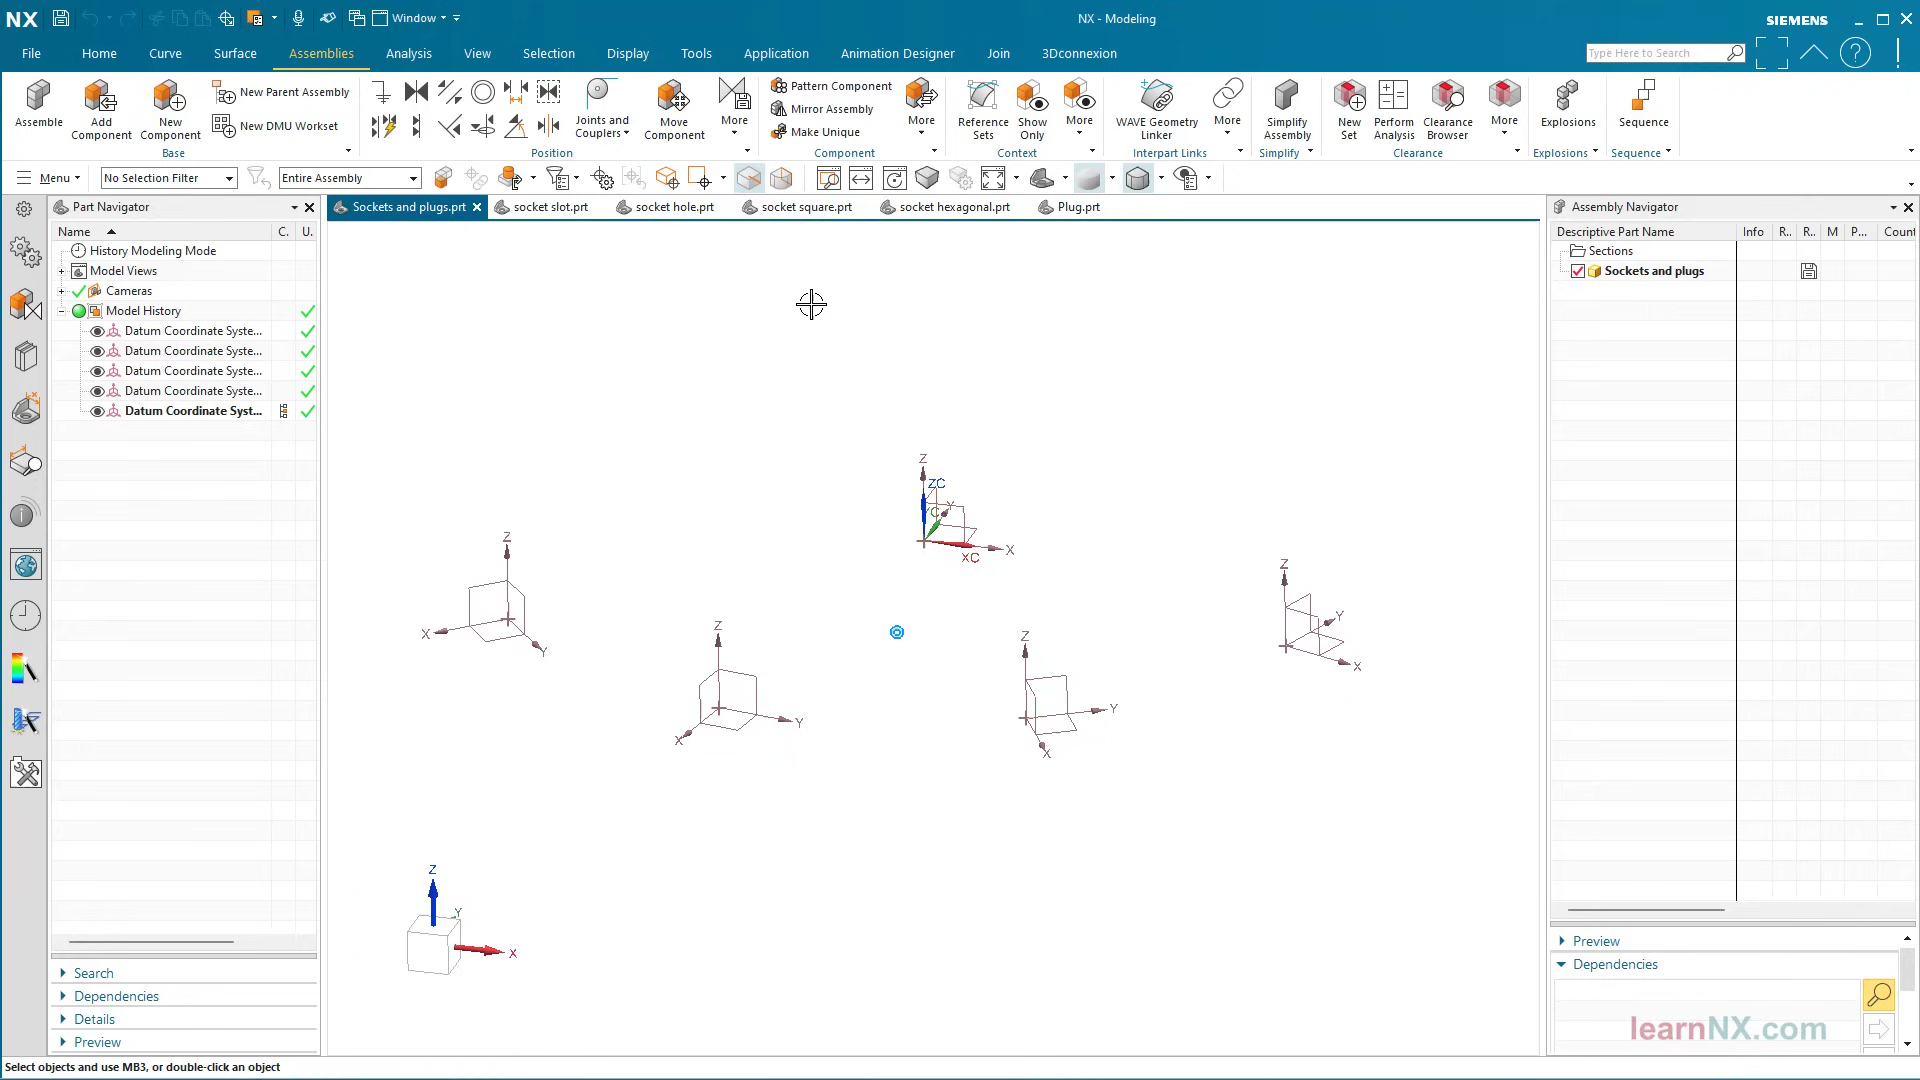 NX
Window
NX - Modeling
SIEMENS
File
Home
Curve
Surface
Assemblies
Analysis
View
Selection
Display
Tools
Application
Animation Designer
Join
3Dconnexion
Type Here to Search
Assemble
Add Component
New Component
New Parent Assembly
New DMU Workset
Base
Joints and Couplers
Move Component
More
Position
Pattern Component
Mirror Assembly
Make Unique
More
Component
Reference Sets
Show Only
More
Context
WAVE Geometry Linker
More
Interpart Links
Simplify Assembly
Simplify
New Set
Perform Analysis
Clearance Browser
More
Clearance
Explosions
Explosions
Sequence
Sequence
Menu
No Selection Filter
Entire Assembly
Part Navigator
Name
C.
U.
History Modeling Mode
Model Views
Cameras
Model History
Datum Coordinate Syste...
Datum Coordinate Syste...
Datum Coordinate Syste...
Datum Coordinate Syste...
Datum Coordinate Syst...
Search
Dependencies
Details
Preview
Sockets and plugs.prt
socket slot.prt
socket hole.prt
socket square.prt
socket hexagonal.prt
Plug.prt
Z
ZC
Y
YC
X
XC
Z
X
Y
Z
Y
X
Z
Y
X
Z
Y
X
Z
Y
X
Assembly Navigator
Descriptive Part Name
Info
R..
R..
M
P...
Count
Sections
Sockets and plugs
Preview
Dependencies
learnNX.com
Select objects and use MB3, or double-click an object